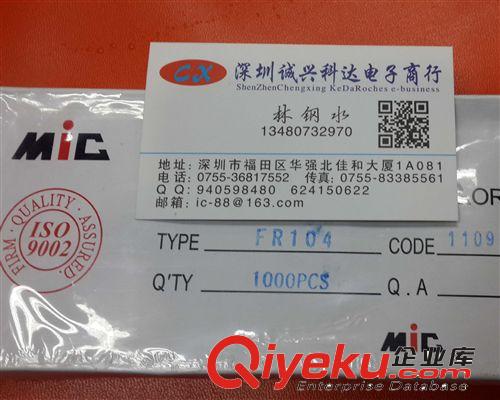 CX 深圳诚兴科达电子商行
ShenZhenChengxing KeDaRoches e-business
林钢水
13480732970
地址: 深圳市福田区华强北佳和大厦1A081
电话: 0755-36817552 传真: 0755-83385561
Q Q: 940598480 624150622
邮箱: ic-88@163.com
MIC
FIRM QUALITY ASSURED
ISO
9002
OR
TYPE FR104 CODE 1109
Q'TY 1000PCS Q.A
MIC
Qiyeku 企业库
Enterprise Database